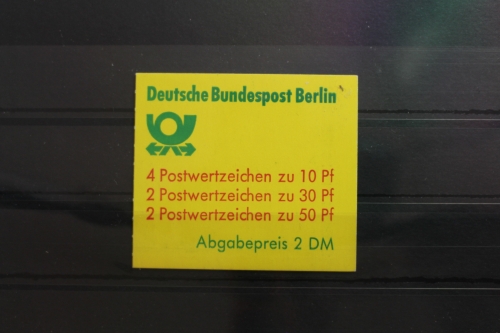 Deutsche Bundespost Berlin
4 Postwertzeichen zu 10 Pf
2 Postwertzeichen zu 30 Pf
2 Postwertzeichen zu 50 Pf
Abgabepreis 2 DM